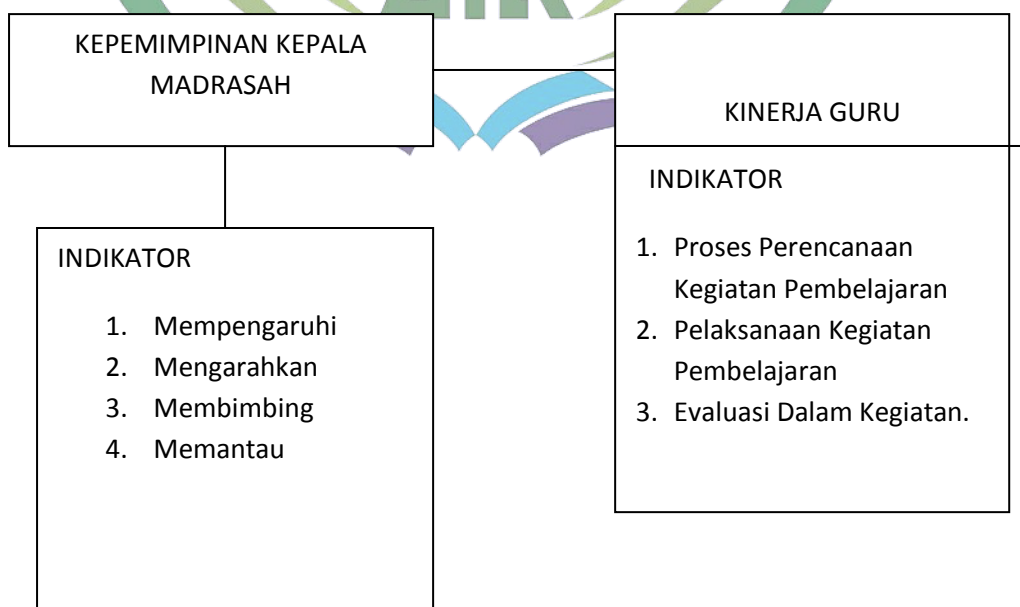 KEPEMIMPINAN KEPALA
MADRASAH
KINERJA GURU
INDIKATOR
1. Mempengaruhi
2. Mengarahkan
3. Membimbing
4. Memantau
INDIKATOR
1. Proses Perencanaan
Kegiatan Pembelajaran
2. Pelaksanaan Kegiatan
Pembelajaran
3. Evaluasi Dalam Kegiatan.